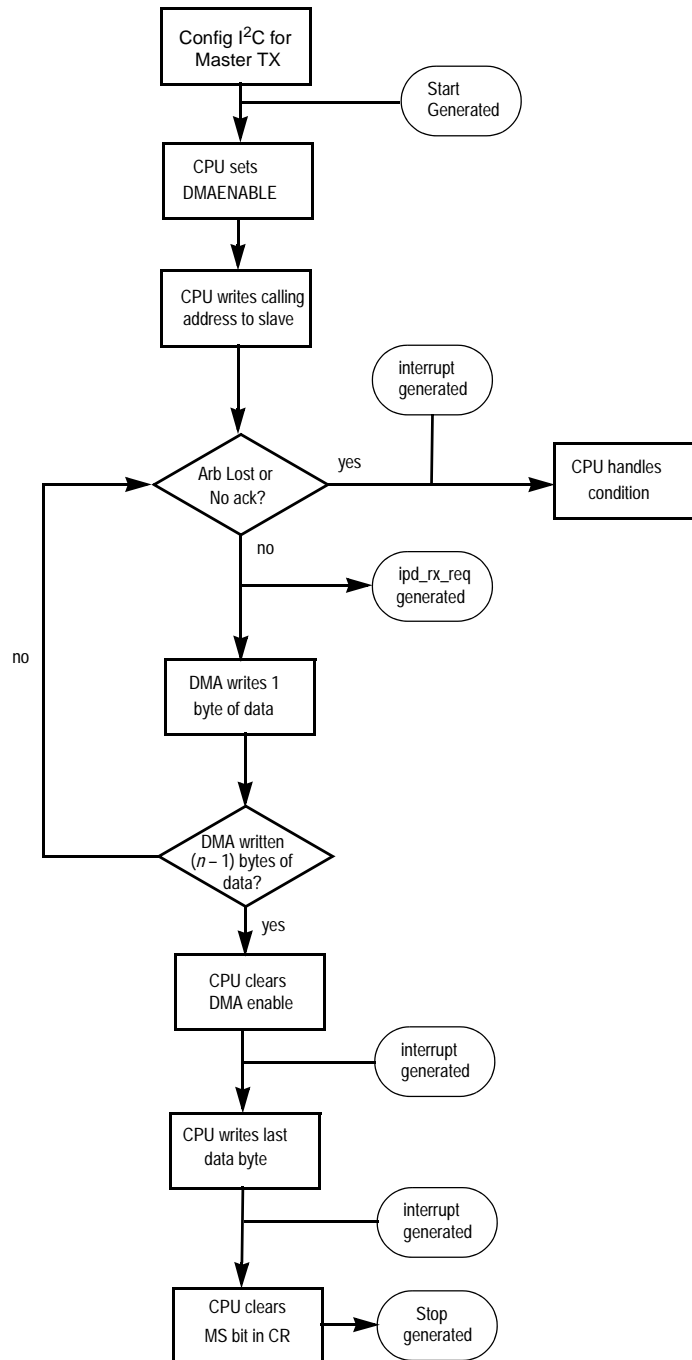 Config I²C for
Master TX
Start
Generated
CPU sets
DMAENABLE
CPU writes calling
address to slave
interrupt
generated
Arb Lost or
No ack?
yes
CPU handles
condition
no
ipd_rx_req
generated
no
DMA writes 1
byte of data
DMA written
(n – 1) bytes of
data?
yes
CPU clears
DMA enable
interrupt
generated
CPU writes last
data byte
interrupt
generated
CPU clears
MS bit in CR
Stop
generated